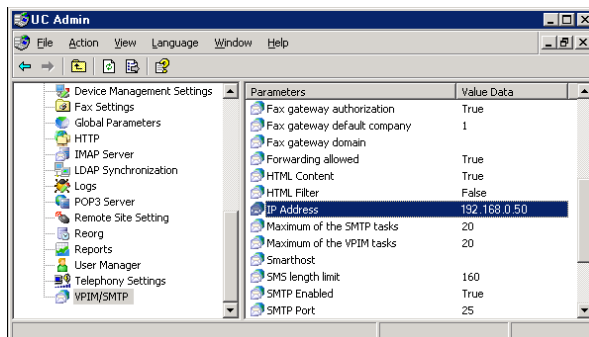 UC Admin
File Action View Language Window Help
Device Management Settings
Fax Settings
Global Parameters
HTTP
IMAP Server
LDAP Synchronization
Logs
POP3 Server
Remote Site Setting
Reorg
Reports
User Manager
Telephony Settings
VPIM/SMTP
Parameters Value Data
Fax gateway authorization True
Fax gateway default company 1
Fax gateway domain
Forwarding allowed True
HTML Content True
HTML Filter False
IP Address 192.168.0.50
Maximum of the SMTP tasks 20
Maximum of the VPIM tasks 20
Smarthost
SMS length limit 160
SMTP Enabled True
SMTP Port 25